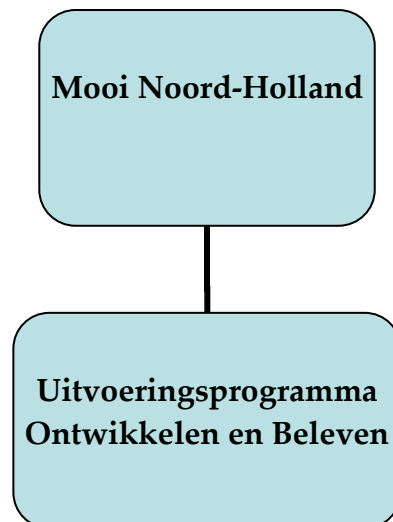 Mooi Noord-Holland
Uitvoeringsprogramma
Ontwikkelen en Beleven